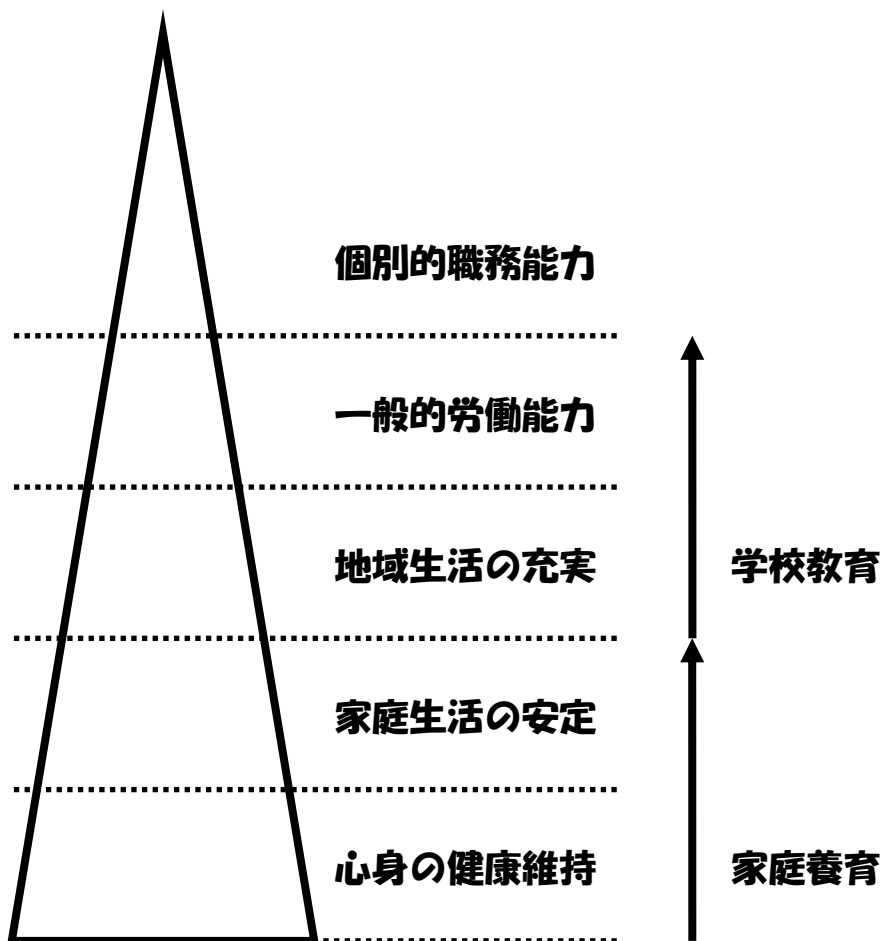 個別的職務能力
一般的労働能力
地域生活の充実
学校教育
家庭生活の安定
心身の健康維持
家庭養育